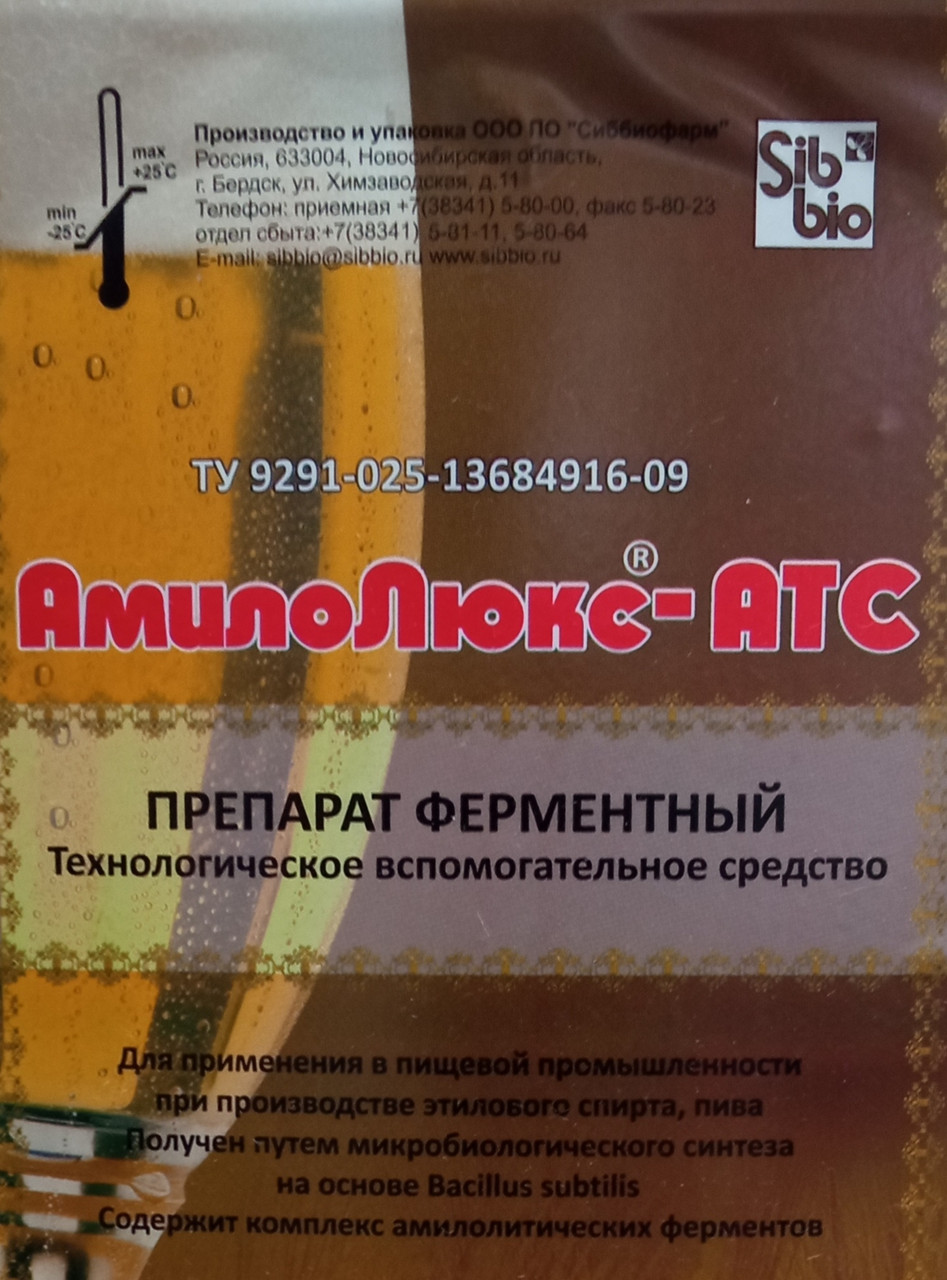 max
+25°C
min
-25°C
Производство и упаковка ООО ПО "Сиббиофарм"
Россия, 633004, Новосибирская область,
г. Бердск, ул. Химзаводская, д.11
Телефон: приемная +7(38341) 5-80-00, факс 5-80-23
отдел сбыта:+7(38341) 5-81-11, 5-80-64
E-mail: sibbio@sibbio.ru www.sibbio.ru
Sib
bio
ТУ 9291-025-13684916-09
АмилоЛюкс®-АТС
ПРЕПАРАТ ФЕРМЕНТНЫЙ
Технологическое вспомогательное средство
Для применения в пищевой промышленности
при производстве этилового спирта, пива
Получен путем микробиологического синтеза
на основе Bacillus subtilis
Содержит комплекс амилолитических ферментов